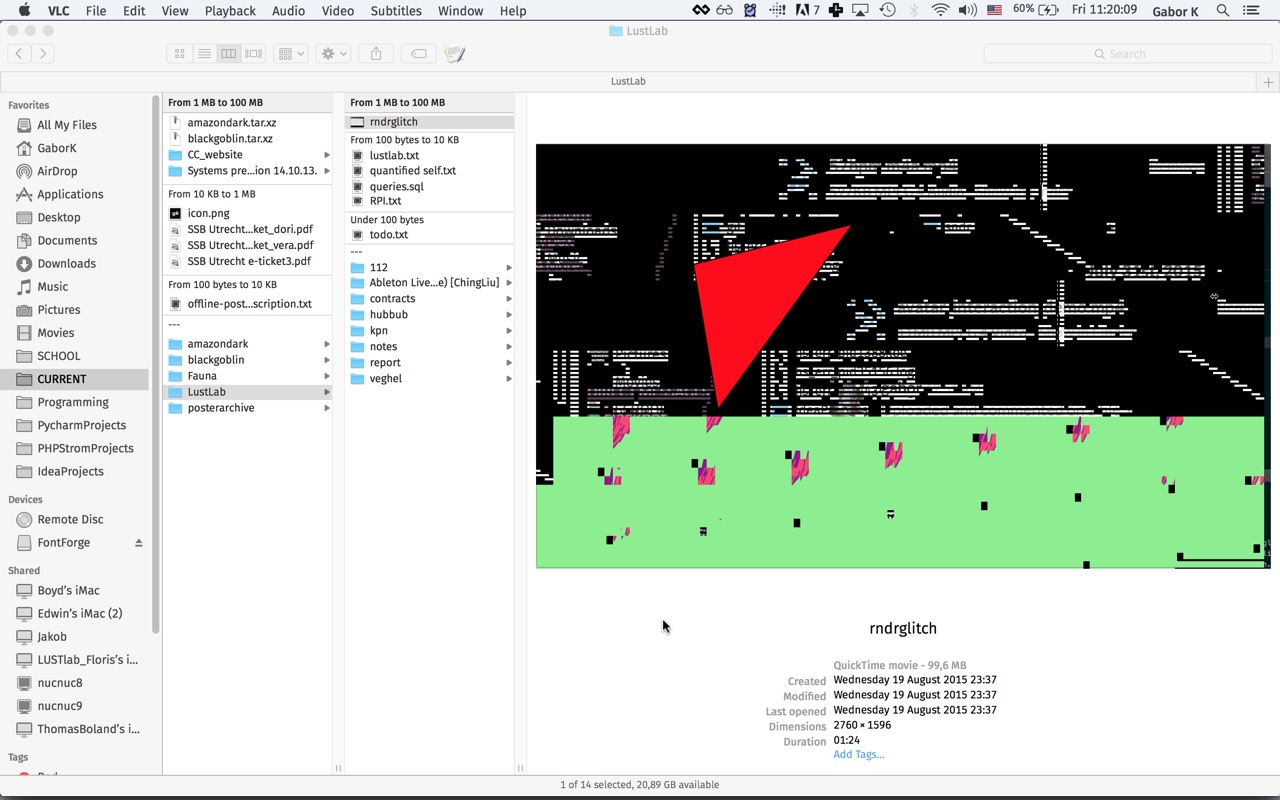 VLC File Edit View Playback Audio Video Subtitles Window Help 7 60% Fri 11:20:09 Gabor K
LustLab
Search
LustLab
Favorites
All My Files
GaborK
AirDrop
Applications
Desktop
Documents
Downloads
Music
Pictures
Movies
SCHOOL
CURRENT
Programming
PycharmProjects
PHPStromProjects
IdeaProjects
Devices
Remote Disc
FontForge
Shared
Boyd's iMac
Edwin's iMac (2)
Jakob
LUSTlab_Floris's i...
nucnuc8
nucnuc9
ThomasBoland's i...
Tags
From 1 MB to 100 MB
amazondark.tar.xz
blackgoblin.tar.xz
CC_website
Systems pre...ion 14.10.13.
From 10 KB to 1 MB
icon.png
SSB Utrecht...ket_dori.pdf
SSB Utrecht...ket_vera.pdf
SSB Utrecht e-ticket3.pdf
From 100 bytes to 10 KB
offline-post...scription.txt
---
amazondark
blackgoblin
Fauna
LustLab
posterarchive
From 1 MB to 100 MB
rndrglitch
From 100 bytes to 10 KB
lustlab.txt
quantified self.txt
queries.sql
RPI.txt
Under 100 bytes
todo.txt
---
112
Ableton Live...e) [ChingLiu]
contracts
hubbub
kpn
notes
report
veghel
rndrglitch
QuickTime movie - 99,6 MB
Created Wednesday 19 August 2015 23:37
Modified Wednesday 19 August 2015 23:37
Last opened Wednesday 19 August 2015 23:37
Dimensions 2760 × 1596
Duration 01:24
Add Tags...
1 of 14 selected, 20,89 GB available